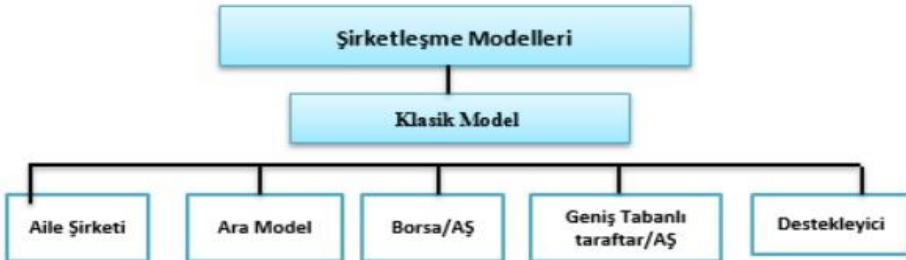 Şirketleşme Modelleri
Klasik Model
Aile Şirketi
Ara Model
Borsa/AŞ
Geniş Tabanlı
taraftar/AŞ
Destekleyici